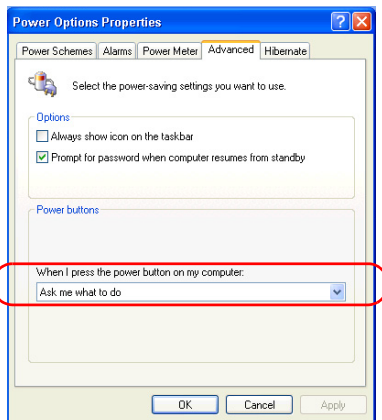 Power Options Properties
Power Schemes Alarms Power Meter Advanced Hibernate
Select the power-saving settings you want to use.
Options
Always show icon on the taskbar
Prompt for password when computer resumes from standby
Power buttons
When I press the power button on my computer:
Ask me what to do
OK Cancel Apply